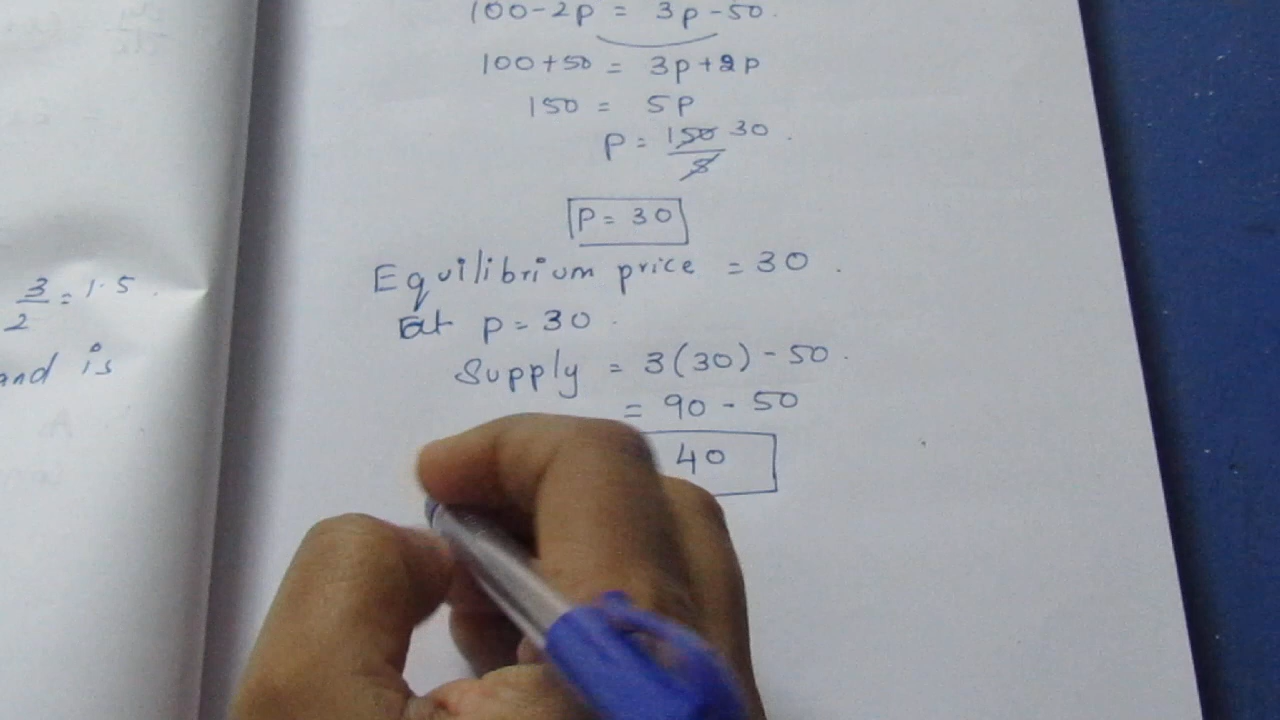 3/2 = 1.5.
and is
100 - 2p = 3p - 50.
100 + 50 = 3p + 2p
150 = 5p
p = 150/5 30.
p = 30
Equilibrium price = 30.
at p = 30.
Supply = 3(30) - 50.
= 90 - 50
40